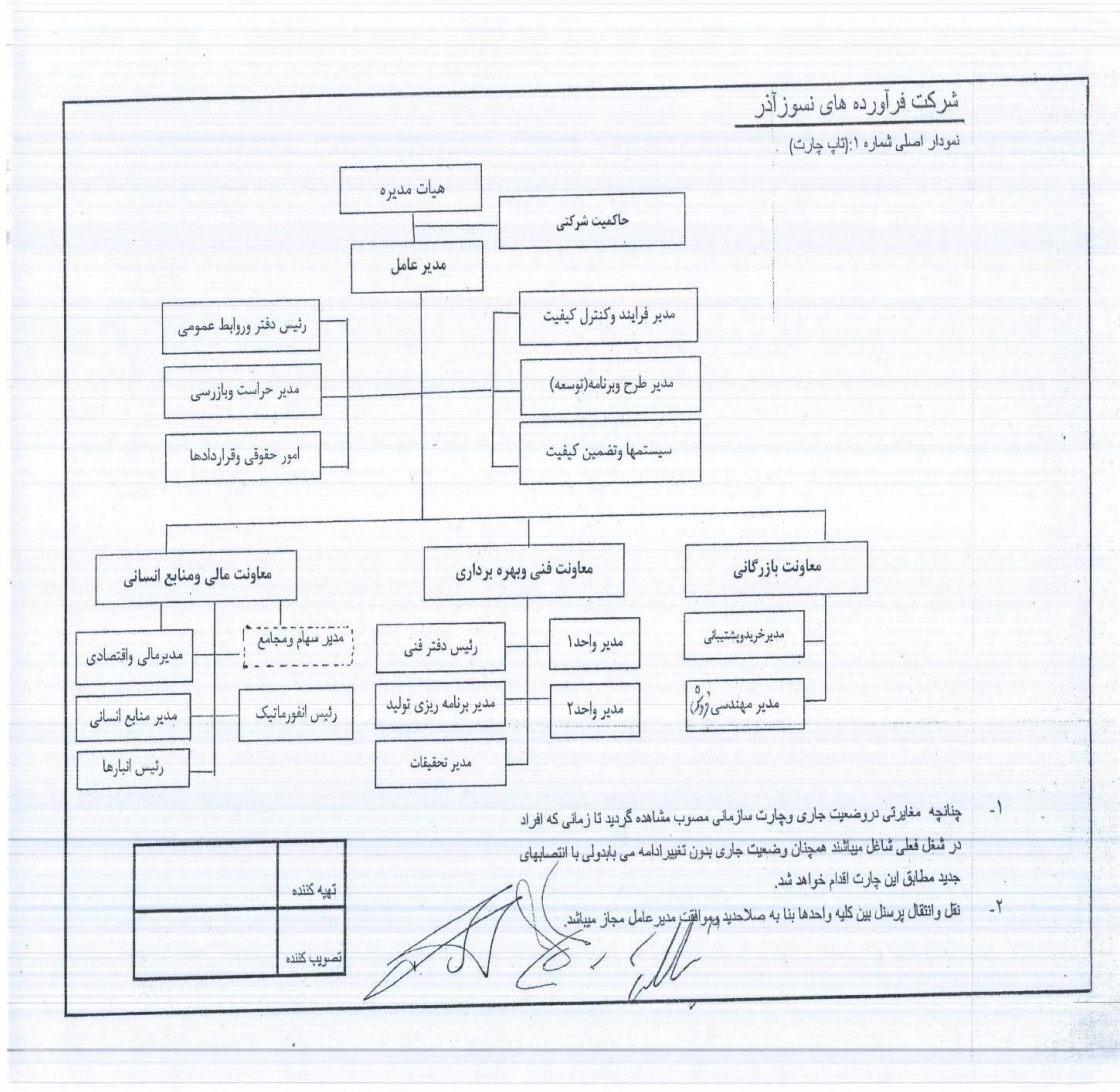 شرکت فرآورده های نسوز آذر
نمودار اصلی شماره ۱:(تاپ چارت)
هیات مدیره
حاکمیت شرکتی
مدیر عامل
مدیر فرایند وکنترل کیفیت
رئیس دفتر وروابط عمومی
مدیر طرح وبرنامه(توسعه)
مدیر حراست وبازرسی
سیستمها وتضمین کیفیت
امور حقوقی وقراردادها
معاونت بازرگانی
معاونت فنی وبهره برداری
معاونت مالی ومنابع انسانی
مدیرخریدوپشتیبانی
مدیر واحد۱
رئیس دفتر فنی
مدیر سهام ومجامع
مدیرمالی واقتصادی
مدیر مهندسی فروش
مدیر واحد۲
مدیر برنامه ریزی تولید
رئیس انفورماتیک
مدیر منابع انسانی
مدیر تحقیقات
رئیس انبارها
۱- چنانچه مغایرتی دروضعیت جاری وچارت سازمانی مصوب مشاهده گردید تا زمانی که افراد
در شغل فعلی شاغل میباشند همچنان وضعیت جاری بدون تغییرادامه می یابدولی با انتصابهای
جدید مطابق این چارت اقدام خواهد شد.
۲- نقل وانتقال پرسنل بین کلیه واحدها بنا به صلاحدید وموافقت مدیر عامل مجاز میباشد.
تهیه کننده
تصویب کننده